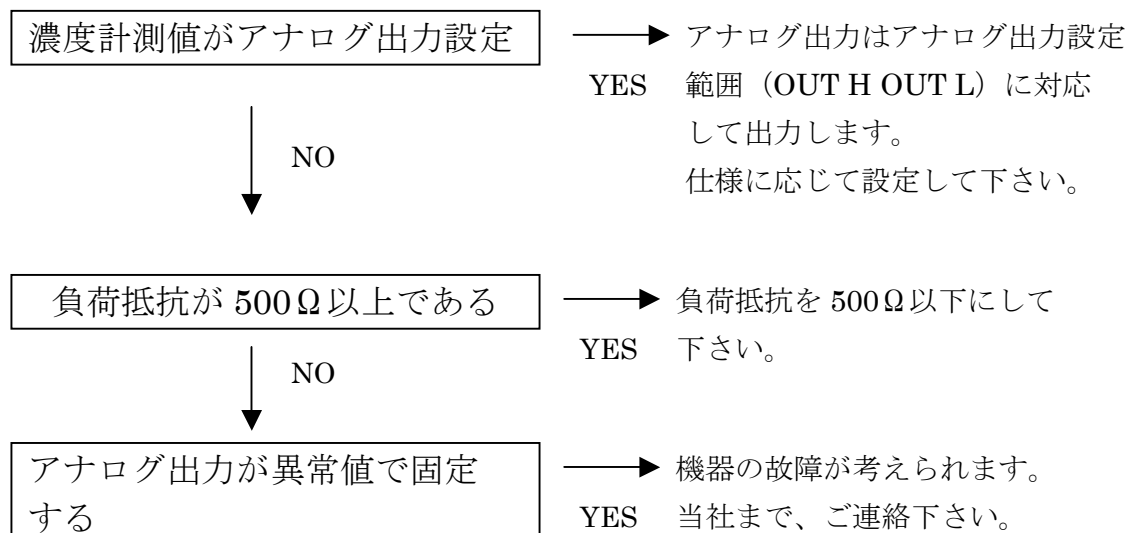 濃度計測値がアナログ出力設定
アナログ出力はアナログ出力設定
YES
範囲（OUT H OUT L）に対応
して出力します。
仕様に応じて設定して下さい。
NO
負荷抵抗が 500Ω以上である
負荷抵抗を 500Ω以下にして
YES
下さい。
NO
アナログ出力が異常値で固定
する
機器の故障が考えられます。
YES
当社まで、ご連絡下さい。